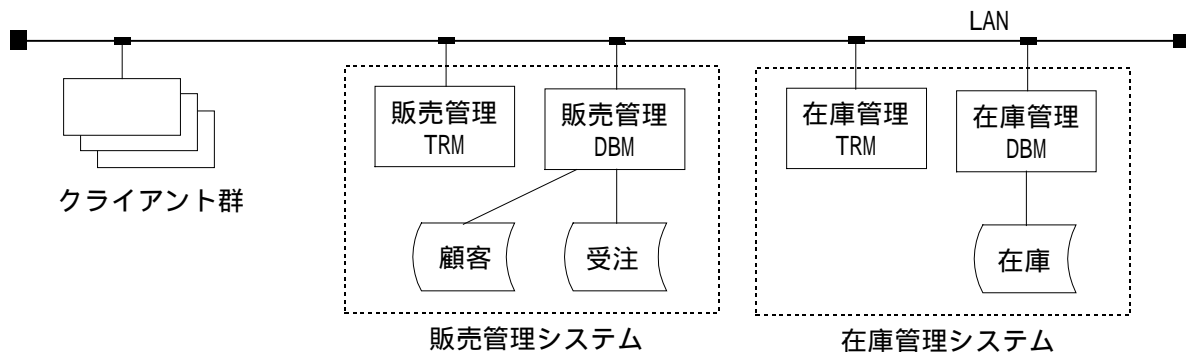 LAN
販売管理
TRM
販売管理
DBM
在庫管理
TRM
在庫管理
DBM
クライアント群
顧客
受注
在庫
販売管理システム
在庫管理システム